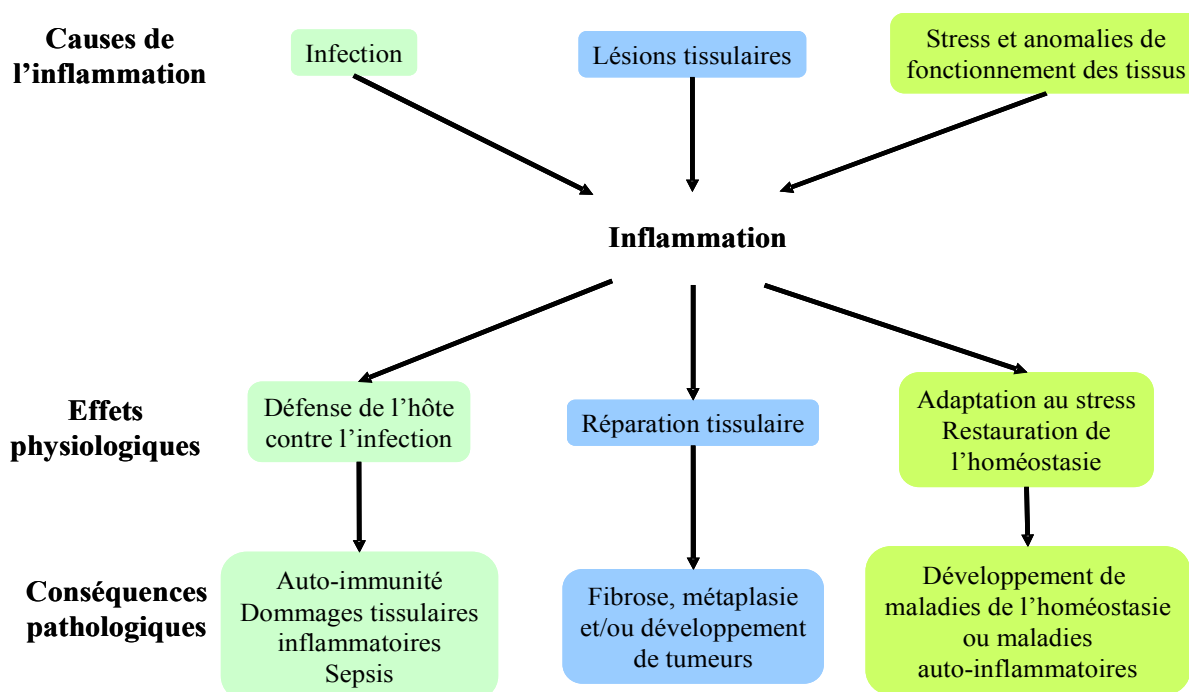 Causes de
l’inflammation
Infection
Lésions tissulaires
Stress et anomalies de
fonctionnement des tissus
Inflammation
Effets
physiologiques
Défense de l’hôte
contre l’infection
Réparation tissulaire
Adaptation au stress
Restauration de
l’homéostasie
Conséquences
pathologiques
Auto-immunité
Dommages tissulaires
inflammatoires
Sepsis
Fibrose, métaplasie
et/ou développement
de tumeurs
Développement de
maladies de l’homéostasie
ou maladies
auto-inflammatoires